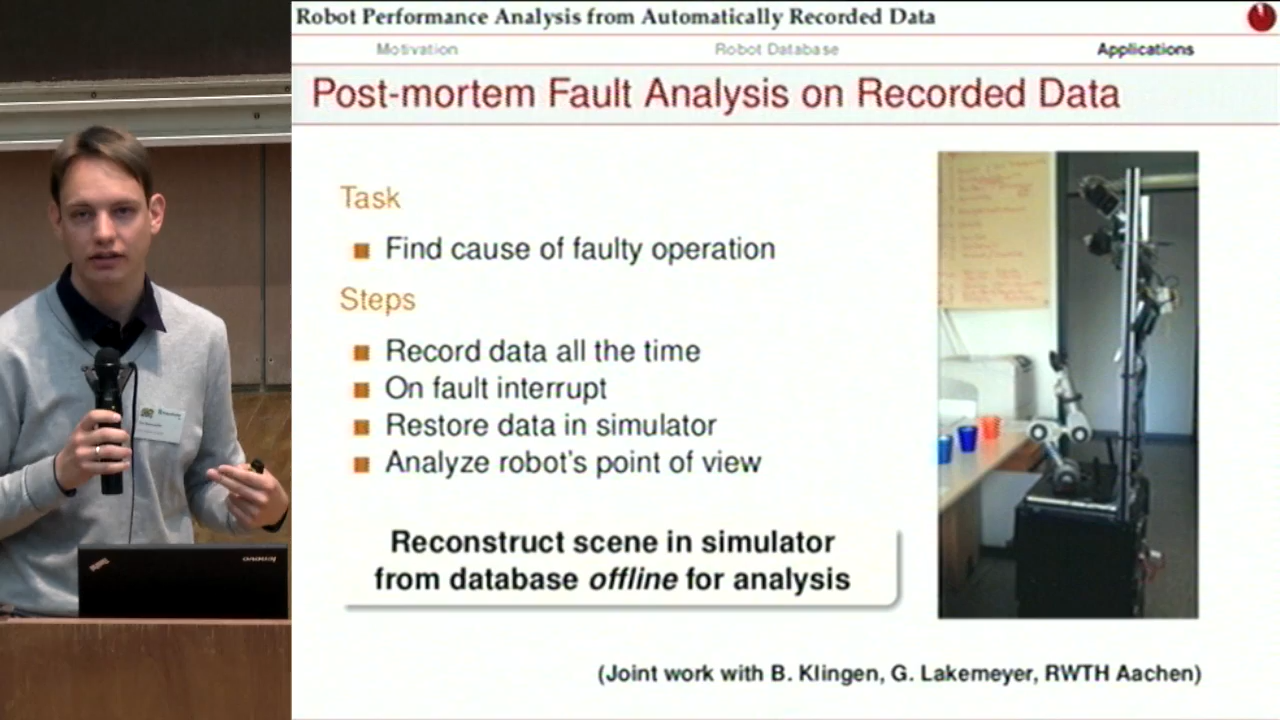 Robot Performance Analysis from Automatically Recorded Data
Motivation Robot Database Applications
Post-mortem Fault Analysis on Recorded Data
Task
Find cause of faulty operation
Steps
Record data all the time
On fault interrupt
Restore data in simulator
Analyze robot's point of view
Reconstruct scene in simulator
from database offline for analysis
(Joint work with B. Klingen, G. Lakemeyer, RWTH Aachen)
lenovo